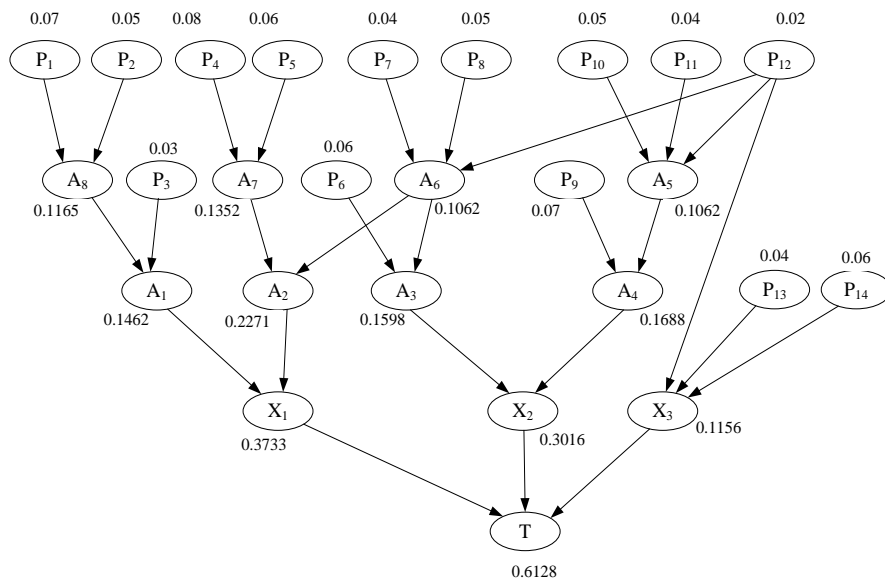 0.07 0.05 0.08 0.06 0.04 0.05 0.05 0.04 0.02
P₁ P₂ P₄ P₅ P₇ P₈ P₁₀ P₁₁ P₁₂
0.03 0.06
A₈ P₃ A₇ P₆ A₆ P₉ A₅
0.1165 0.1352 0.1062 0.07 0.1062
0.04 0.06
A₁ A₂ A₃ A₄ P₁₃ P₁₄
0.1462 0.2271 0.1598 0.1688
X₁ X₂ X₃
0.3733 0.3016 0.1156
T
0.6128